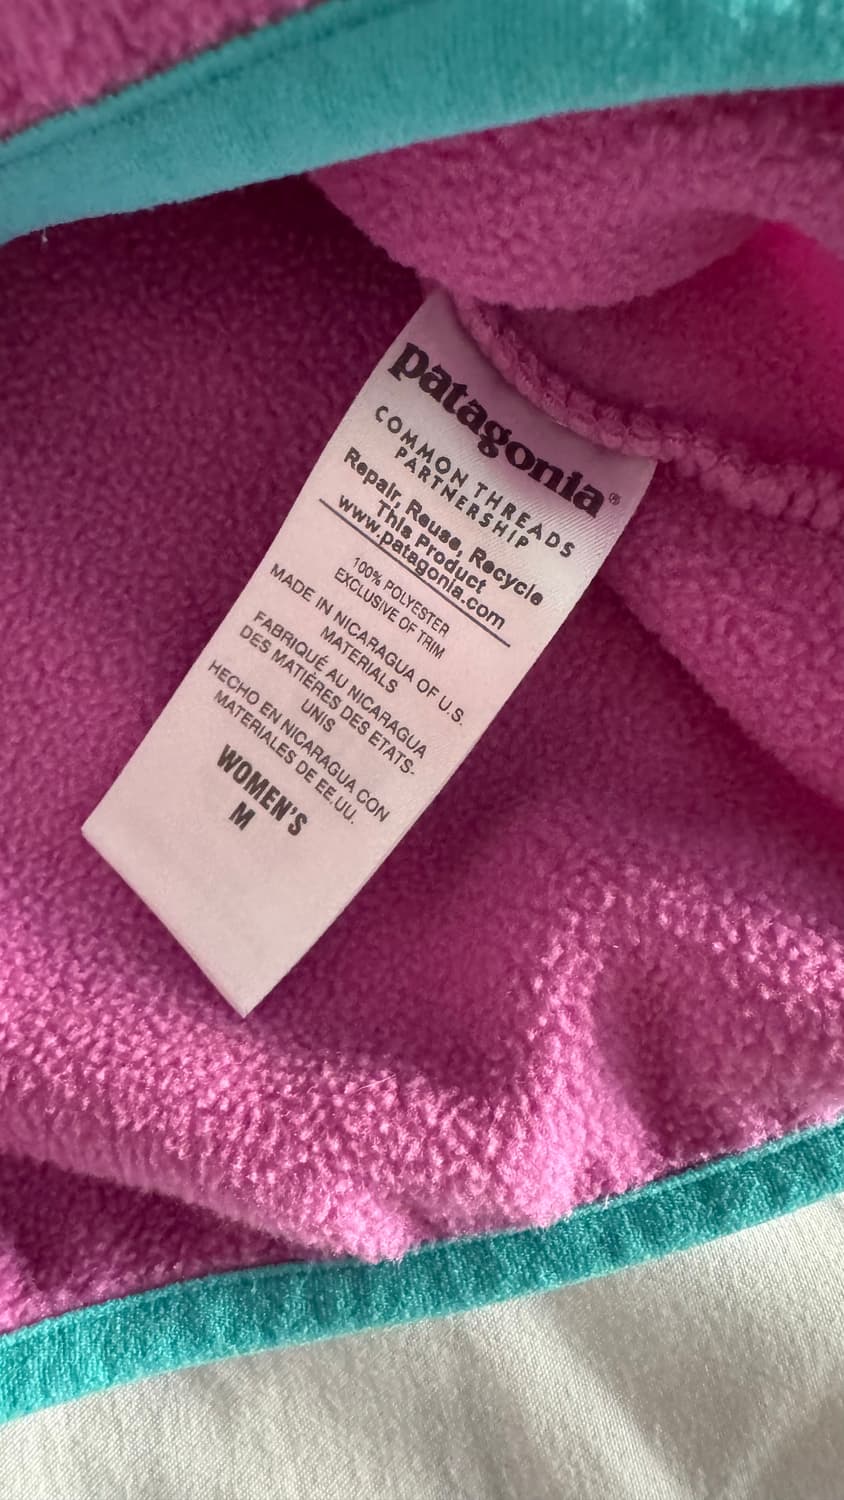 patagonia®
COMMON THREADS
PARTNERSHIP
Repair, Reuse, Recycle
This Product
www.patagonia.com
100% POLYESTER
EXCLUSIVE OF TRIM
MADE IN NICARAGUA OF U.S.
MATERIALS
FABRIQUÉ AU NICARAGUA
DES MATIÈRES DES ETATS-
UNIS
HECHO EN NICARAGUA CON
MATERIALES DE EE.UU.
WOMEN'S
M